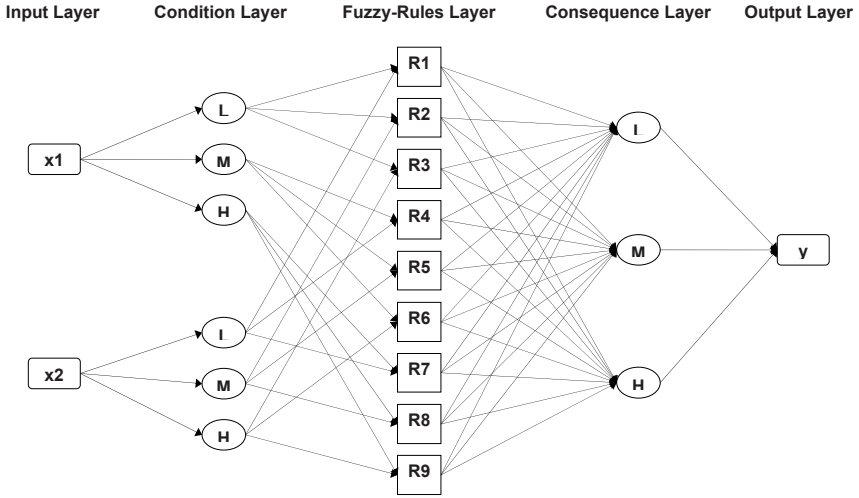 Input Layer Condition Layer Fuzzy-Rules Layer Consequence Layer Output Layer
R1
L
R2
L
x1
M
R3
H
R4
M
y
R5
L
R6
x2
M
R7
H
H
R8
R9